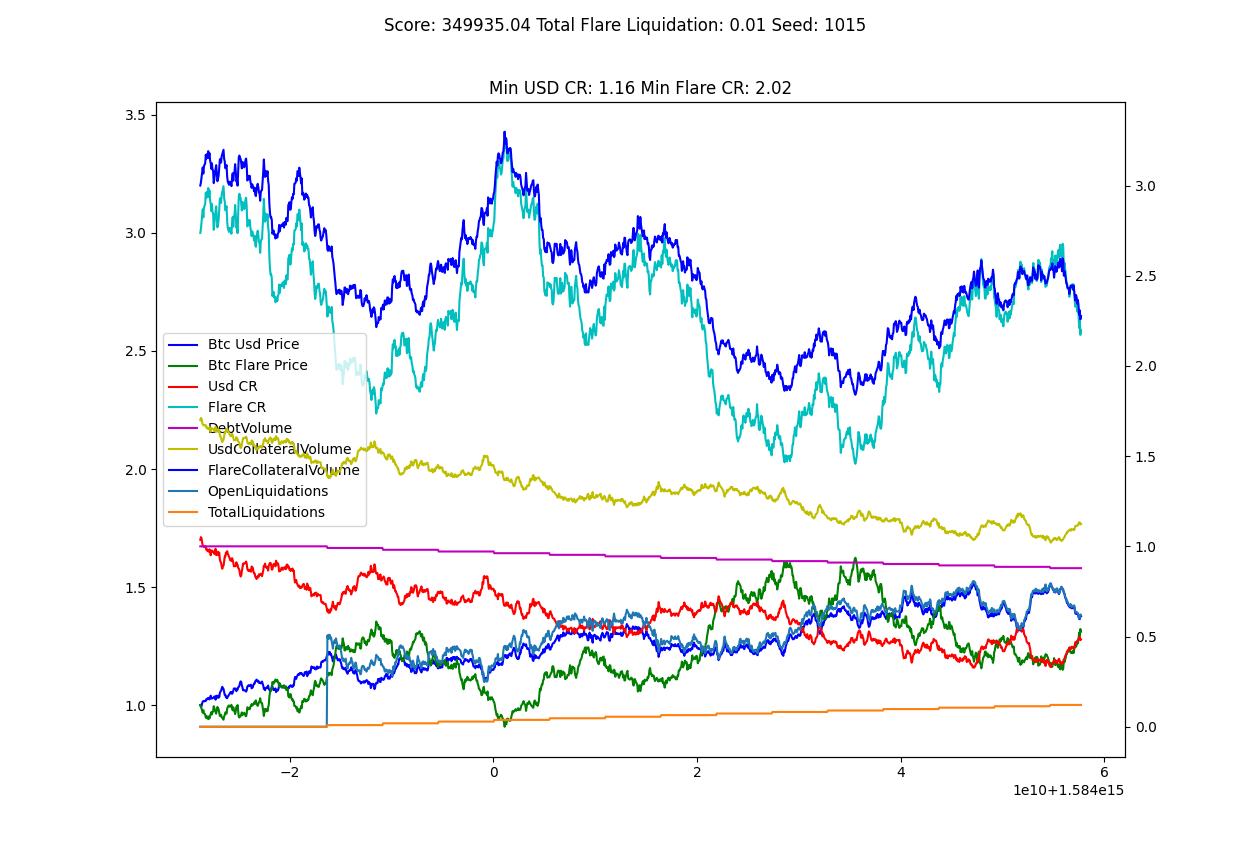 Score: 349935.04 Total Flare Liquidation: 0.01 Seed: 1015
Min USD CR: 1.16 Min Flare CR: 2.02
3.5
3.0
2.5
2.0
1.5
1.0
Btc Usd Price
Btc Flare Price
Usd CR
Flare CR
DebtVolume
UsdCollateralVolume
FlareCollateralVolume
OpenLiquidations
TotalLiquidations
3.0
2.5
2.0
1.5
1.0
0.5
0.0
−2 0 2 4 6
1e10+1.584e15